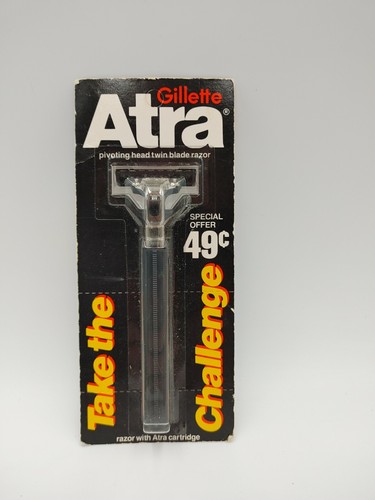 Gillette
Atra®
pivoting head twin blade razor
SPECIAL
OFFER
49¢
Take the
Challenge
razor with Atra cartridge